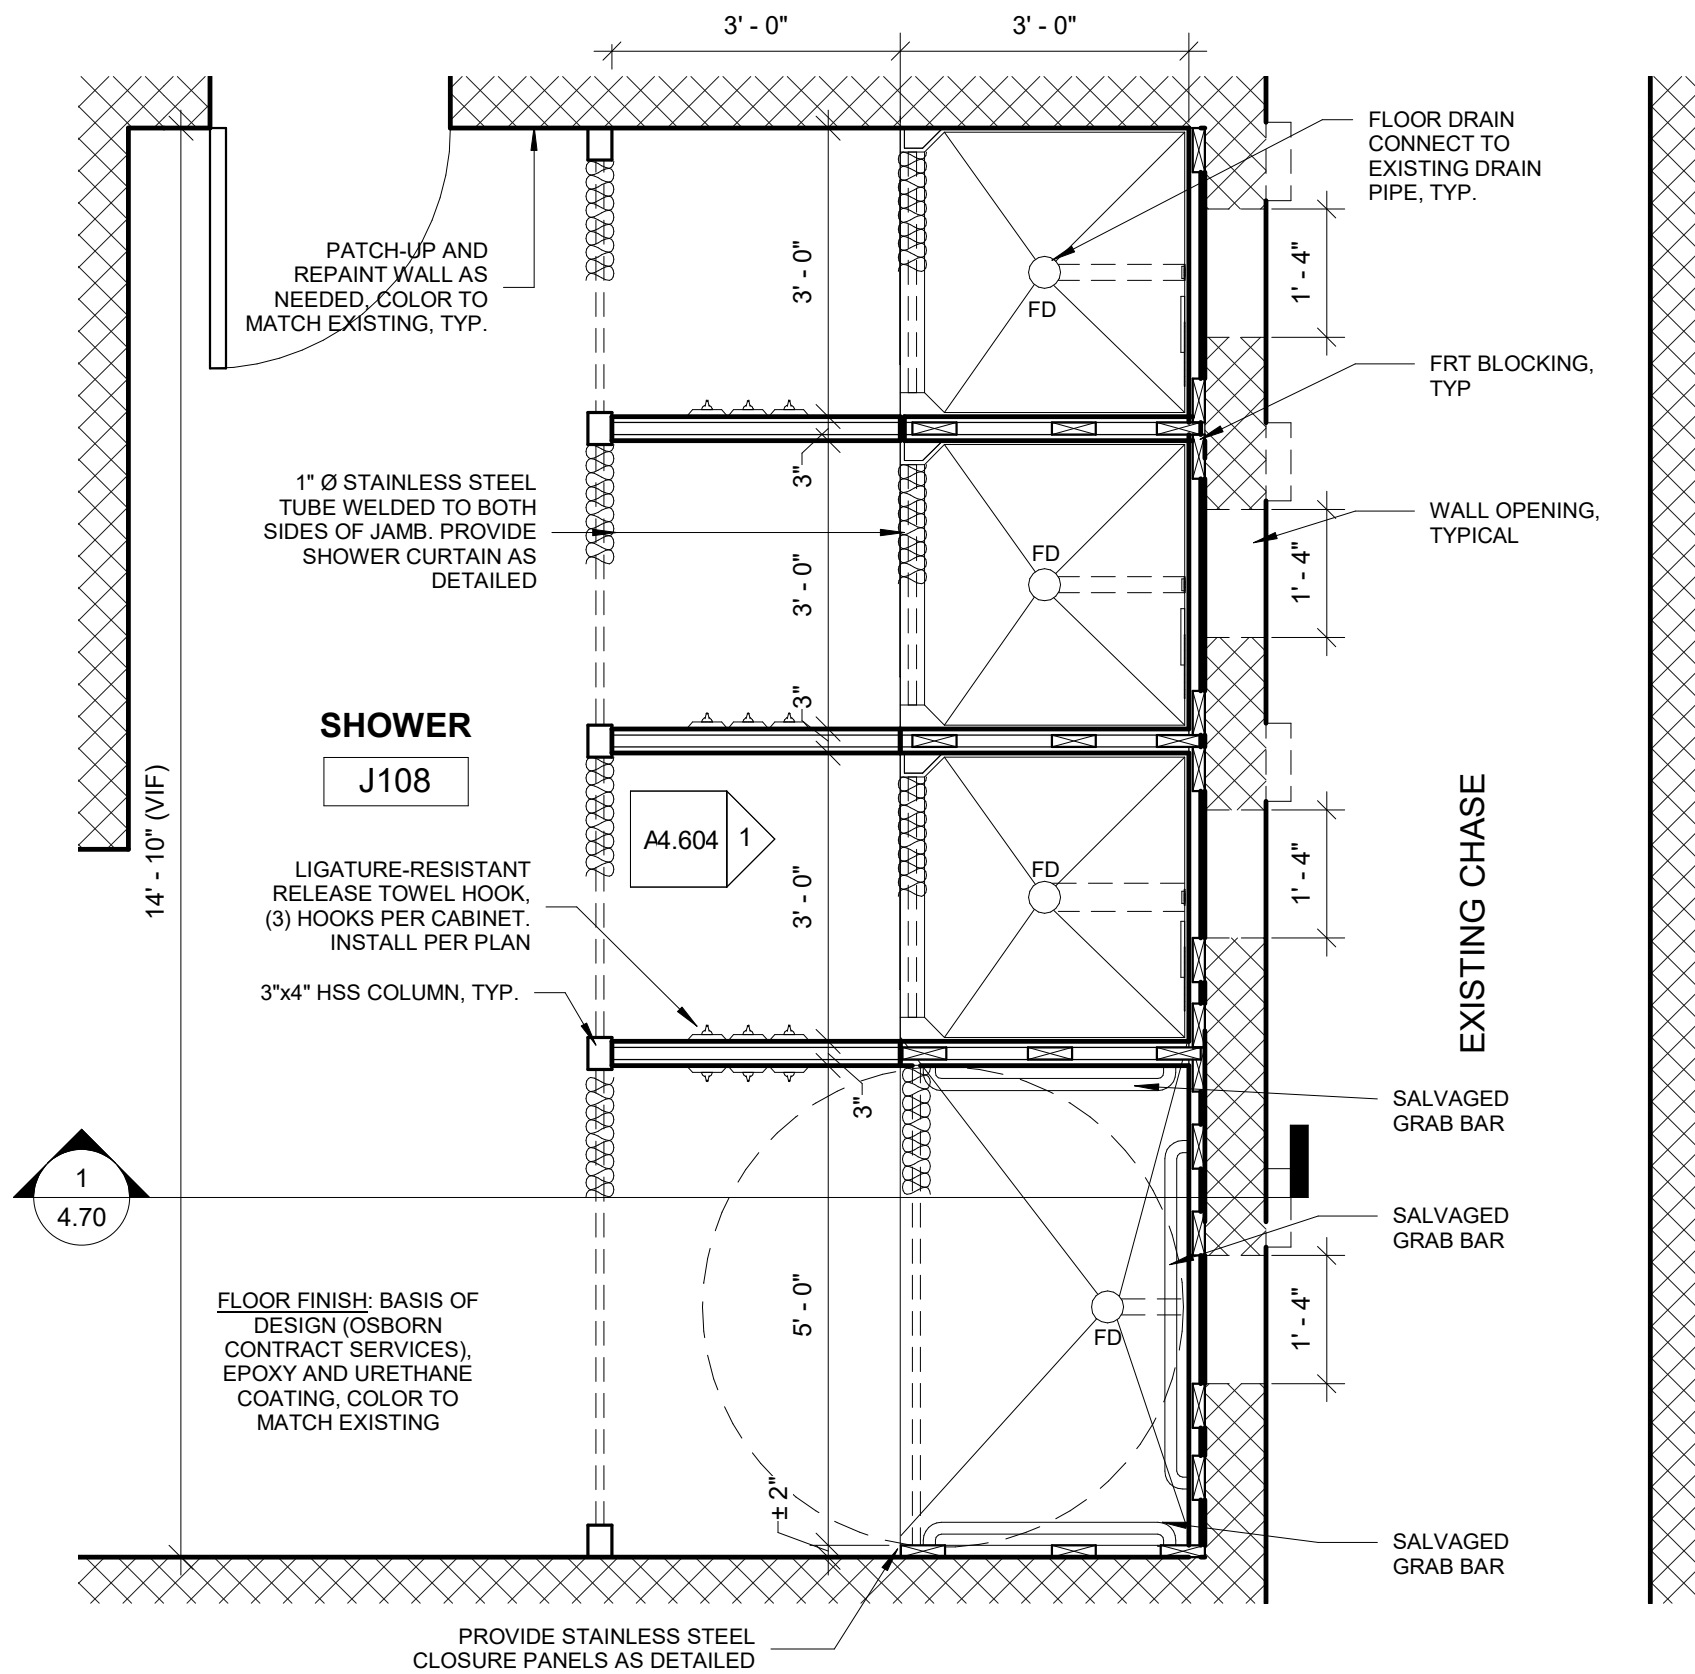 3' - 0"
3' - 0"
FLOOR DRAIN
CONNECT TO
EXISTING DRAIN
PIPE, TYP.
PATCH-UP AND
REPAINT WALL AS
NEEDED, COLOR TO
MATCH EXISTING, TYP.
3' - 0"
FD
1' - 4"
FRT BLOCKING,
TYP
3"
1" Ø STAINLESS STEEL
TUBE WELDED TO BOTH
SIDES OF JAMB. PROVIDE
SHOWER CURTAIN AS
DETAILED
3' - 0"
FD
1' - 4"
WALL OPENING,
TYPICAL
3"
SHOWER
J108
14' - 10" (VIF)
A4.604
1
3' - 0"
FD
1' - 4"
EXISTING CHASE
LIGATURE-RESISTANT
RELEASE TOWEL HOOK,
(3) HOOKS PER CABINET.
INSTALL PER PLAN
3"x4" HSS COLUMN, TYP.
3"
SALVAGED
GRAB BAR
1
4.70
SALVAGED
GRAB BAR
FLOOR FINISH: BASIS OF
DESIGN (OSBORN
CONTRACT SERVICES),
EPOXY AND URETHANE
COATING, COLOR TO
MATCH EXISTING
5' - 0"
FD
1' - 4"
± 2"
SALVAGED
GRAB BAR
PROVIDE STAINLESS STEEL
CLOSURE PANELS AS DETAILED